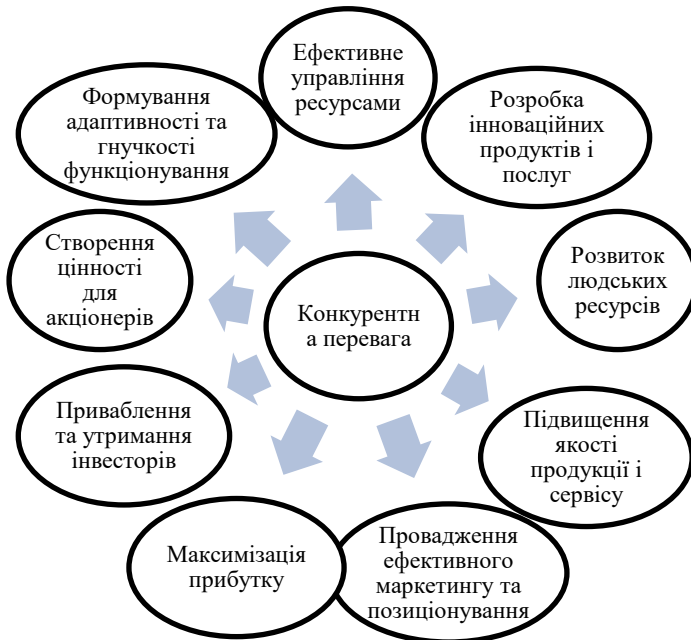 Ефективне
управління
ресурсами
Розробка
інноваційних
продуктів і
послуг
Розвиток
людських
ресурсів
Підвищення
якості
продукції і
сервісу
Провадження
ефективного
маркетингу та
позиціонування
Максимізація
прибутку
Приваблення
та утримання
інвесторів
Створення
цінності
для
акціонерів
Формування
адаптивності та
гнучкості
функціонування
Конкурентн
а перевага